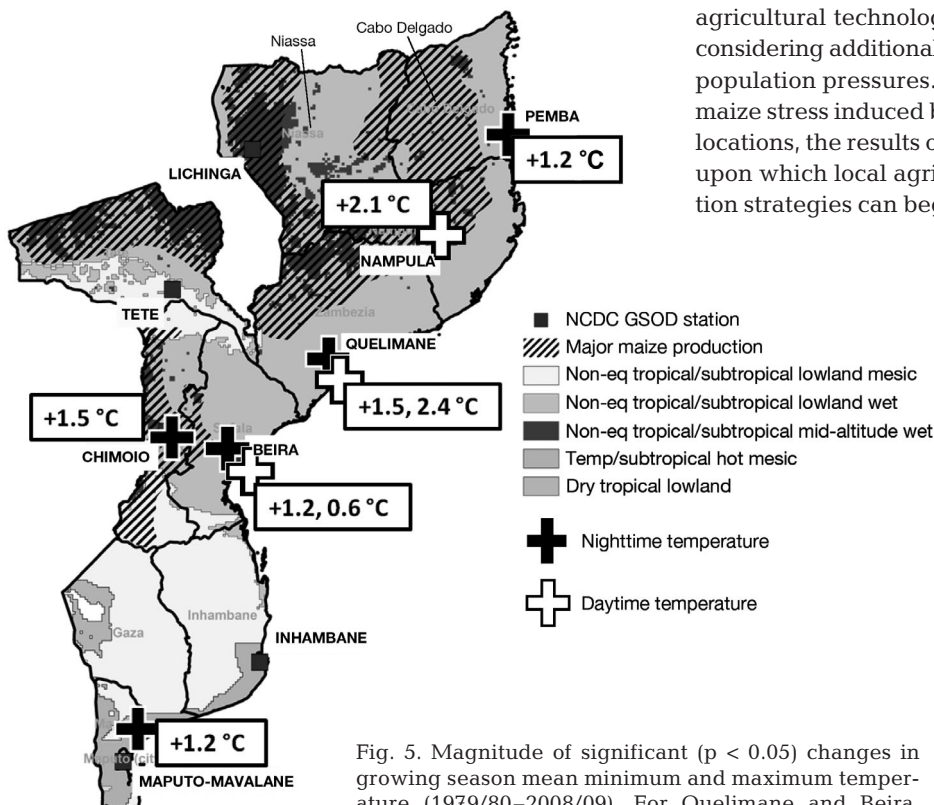 agricultural technolog
considering additional
population pressures.
maize stress induced b
locations, the results o
upon which local agri
tion strategies can beg
Cabo Delgado
Niassa
PEMBA
+1.2 °C
Niassa
LICHINGA
+2.1 °C
NAMPULA
TETE
Zambezia
QUELIMANE
+1.5, 2.4 °C
+1.5 °C
CHIMOIO
BEIRA
+1.2, 0.6 °C
Inhambane
Gaza
INHAMBANE
+1.2 °C
MAPUTO-MAVALANE
NCDC GSOD station
Major maize production
Non-eq tropical/subtropical lowland mesic
Non-eq tropical/subtropical lowland wet
Non-eq tropical/subtropical mid-altitude wet
Temp/subtropical hot mesic
Dry tropical lowland
Nighttime temperature
Daytime temperature
Fig. 5. Magnitude of significant (p < 0.05) changes in
growing season mean minimum and maximum temper-
ature (1979/80–2008/09). For Quelimane and Beira,